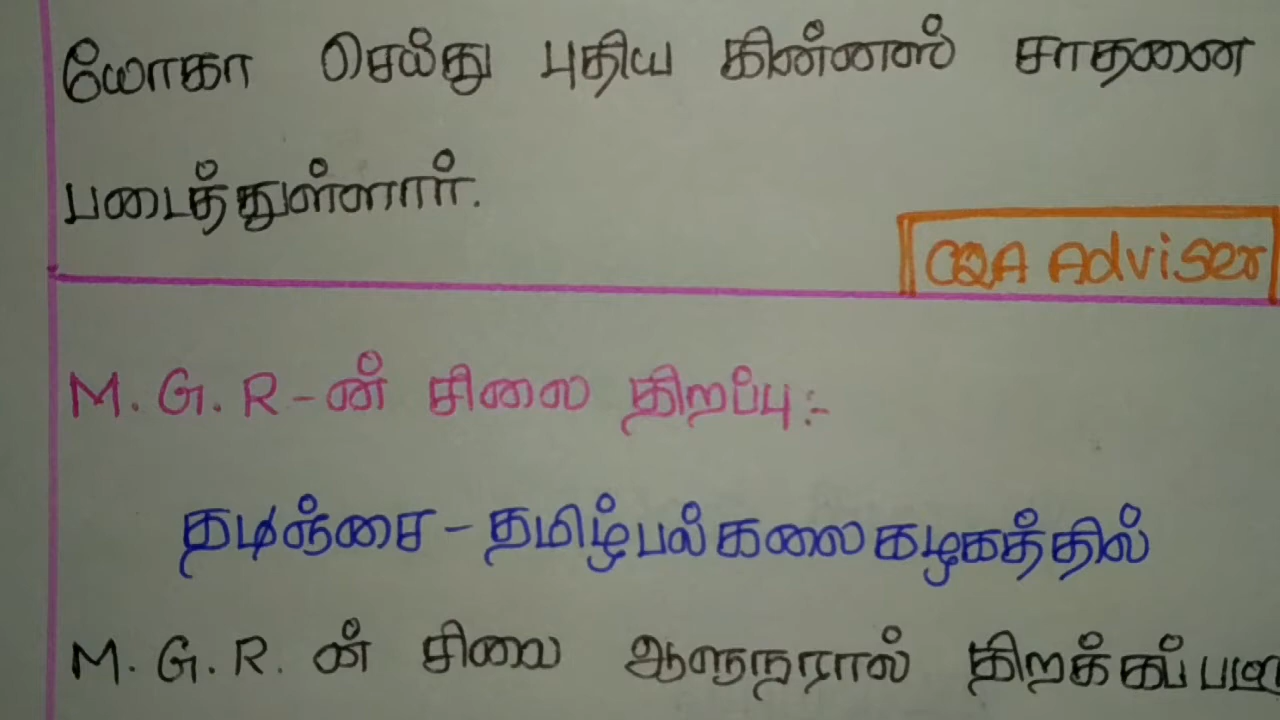 யோகா செய்து புதிய கின்னஸ் சாதனை
படைத்துள்ளார்.
CQA Adviser
M.G.R-ன் சிலை திறப்பு:-
தஞ்சை - தமிழ்பல்கலைகழகத்தில்
M.G.R.ன் சிலை ஆளுநரால்